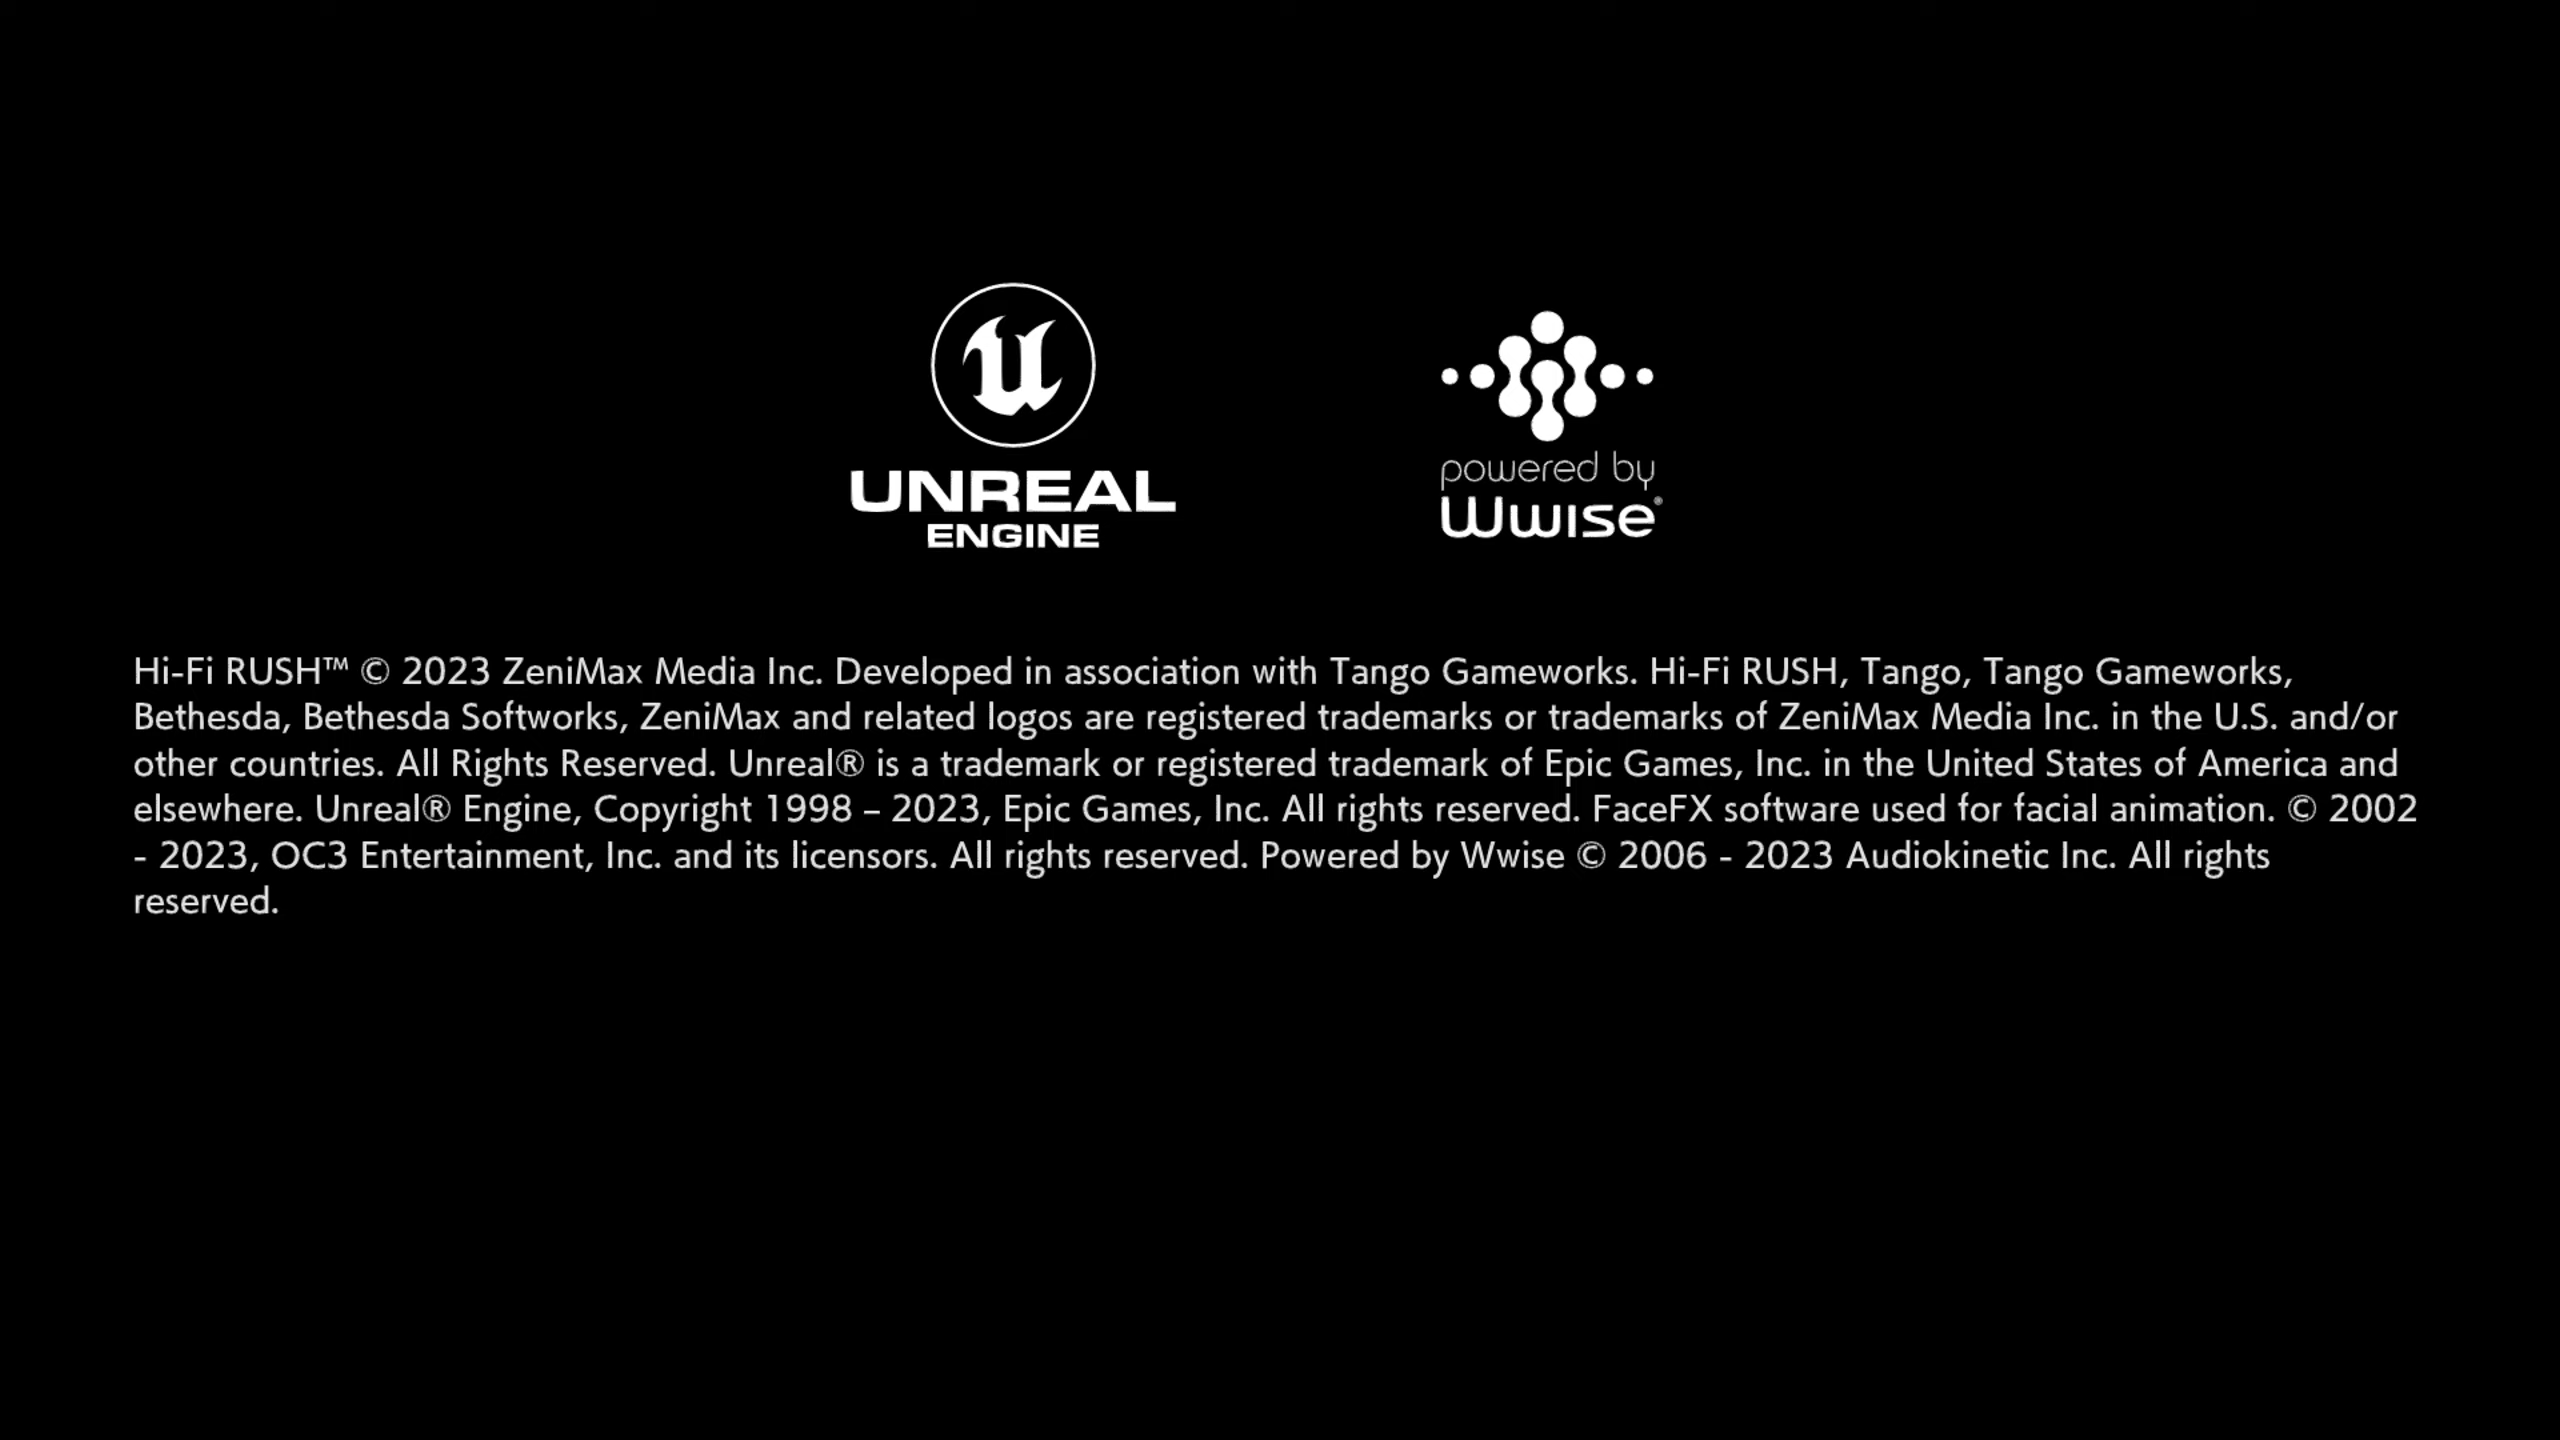 UNREAL
ENGINE
powered by
Wwise®
Hi-Fi RUSH™ © 2023 ZeniMax Media Inc. Developed in association with Tango Gameworks. Hi-Fi RUSH, Tango, Tango Gameworks,
Bethesda, Bethesda Softworks, ZeniMax and related logos are registered trademarks or trademarks of ZeniMax Media Inc. in the U.S. and/or
other countries. All Rights Reserved. Unreal® is a trademark or registered trademark of Epic Games, Inc. in the United States of America and
elsewhere. Unreal® Engine, Copyright 1998 – 2023, Epic Games, Inc. All rights reserved. FaceFX software used for facial animation. © 2002
- 2023, OC3 Entertainment, Inc. and its licensors. All rights reserved. Powered by Wwise © 2006 - 2023 Audiokinetic Inc. All rights
reserved.